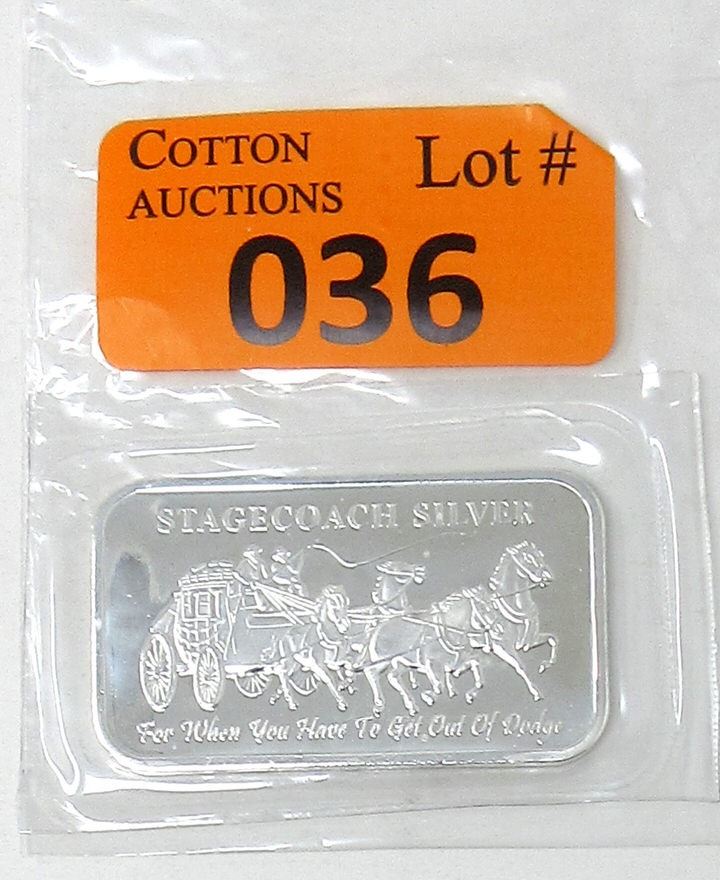 COTTON
AUCTIONS
Lot #
036
STAGECOACH SILVER
For When You Have To Get Out Of Dodge